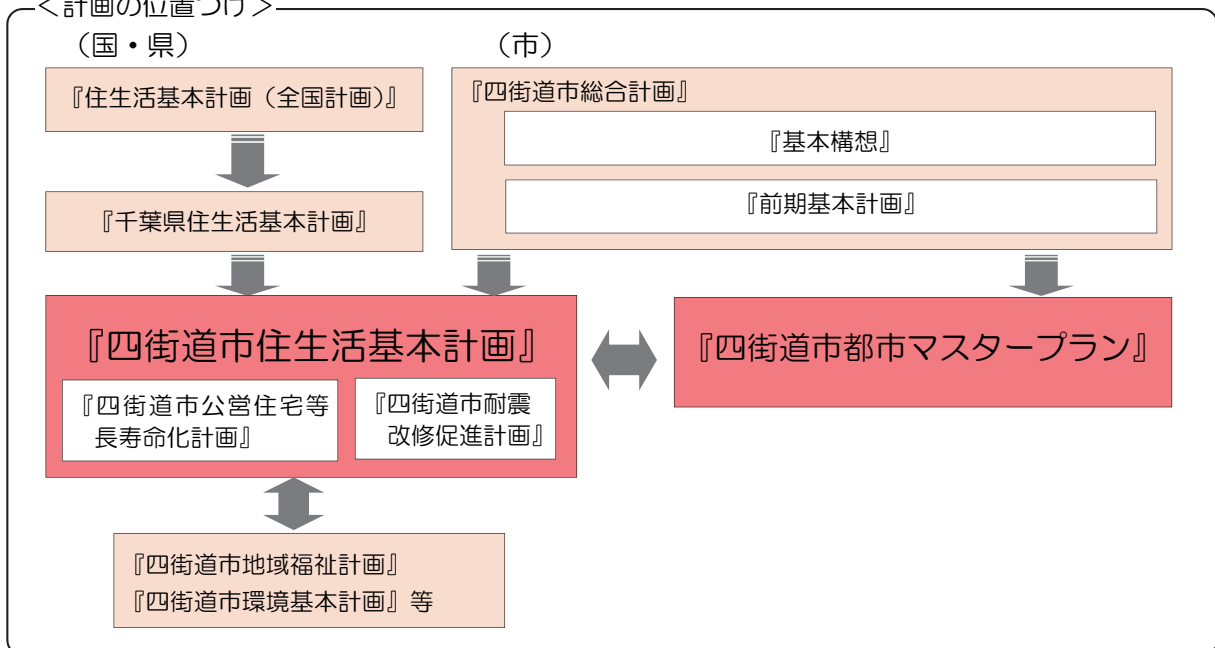 <計画の位置づけ>
(国・県)
(市)
『住生活基本計画(全国計画)』
『千葉県住生活基本計画』
『四街道市総合計画』
『基本構想』
『前期基本計画』
『四街道市住生活基本計画』
『四街道市公営住宅等
長寿命化計画』
『四街道市耐震
改修促進計画』
『四街道市都市マスタープラン』
『四街道市地域福祉計画』
『四街道市環境基本計画』等